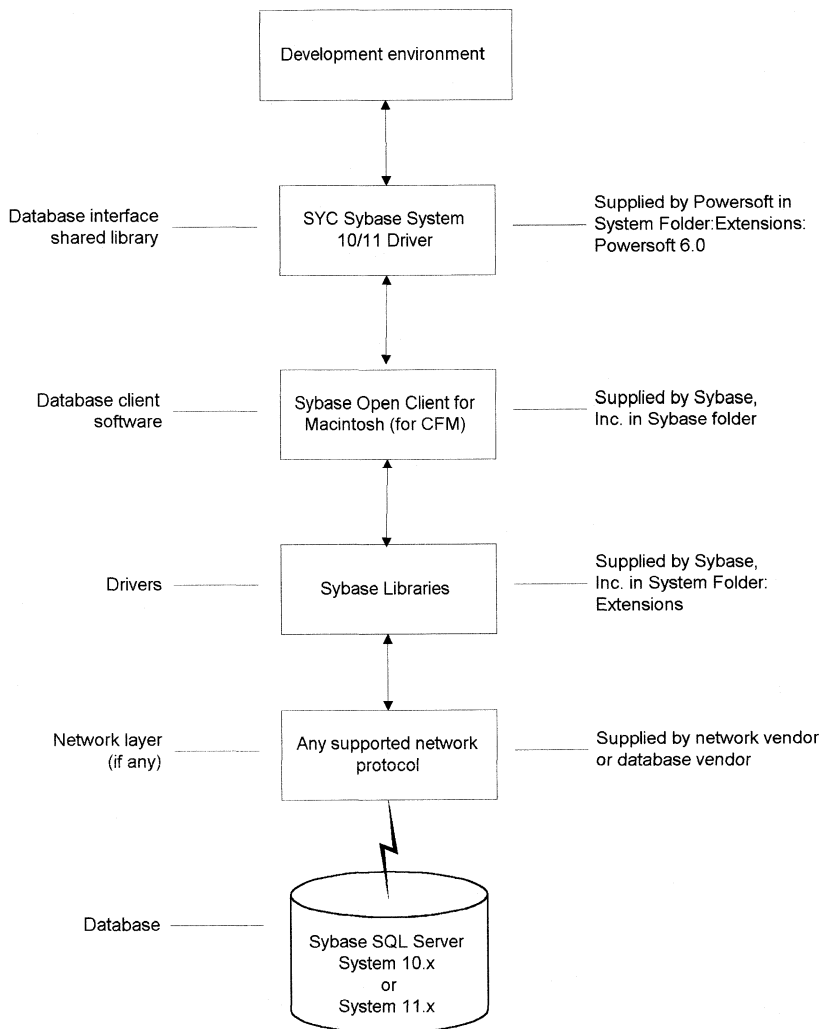 Development environment
Database interface
shared library
SYC Sybase System
10/11 Driver
Supplied by Powersoft in
System Folder:Extensions:
Powersoft 6.0
Database client
software
Sybase Open Client for
Macintosh (for CFM)
Supplied by Sybase,
Inc. in Sybase folder
Drivers
Sybase Libraries
Supplied by Sybase,
Inc. in System Folder:
Extensions
Network layer
(if any)
Any supported network
protocol
Supplied by network vendor
or database vendor
Database
Sybase SQL Server
System 10.x
or
System 11.x